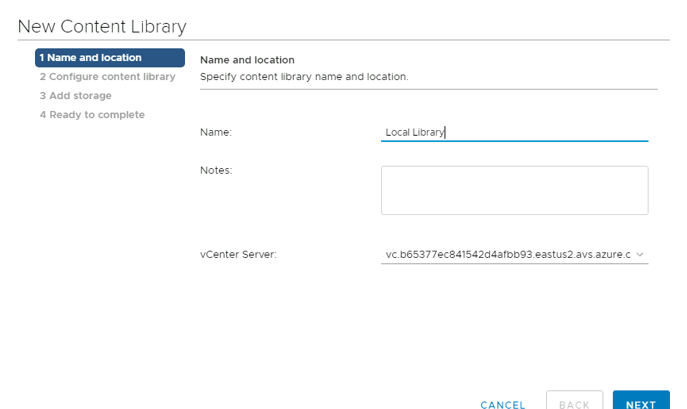 New Content Library
1 Name and location
2 Configure content library
3 Add storage
4 Ready to complete
Name and location
Specify content library name and location.
Name:
Local Library
Notes:
vCenter Server:
vc.b65377ec841542d4afbb93.eastus2.avs.azure.c
CANCEL
BACK
NEXT